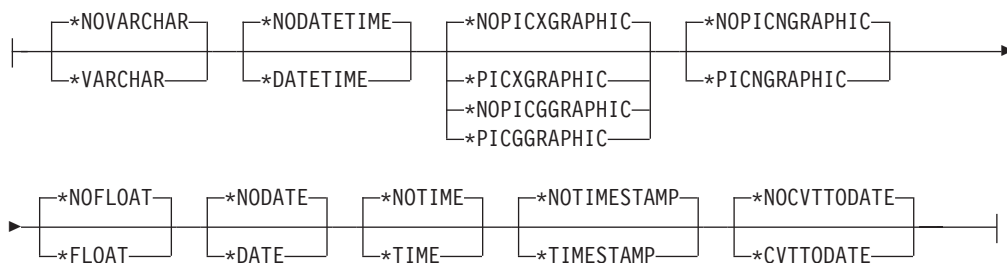 *NOVARCHAR *NODATETIME *NOPICXGRAPHIC *NOPICNGRAPHIC
*VARCHAR *DATETIME *PICXGRAPHIC *PICNGRAPHIC
*NOPICGGRAPHIC
*PICGGRAPHIC
*NOFLOAT *NODATE *NOTIME *NOTIMESTAMP *NOCVTTODATE
*FLOAT *DATE *TIME *TIMESTAMP *CVTTODATE